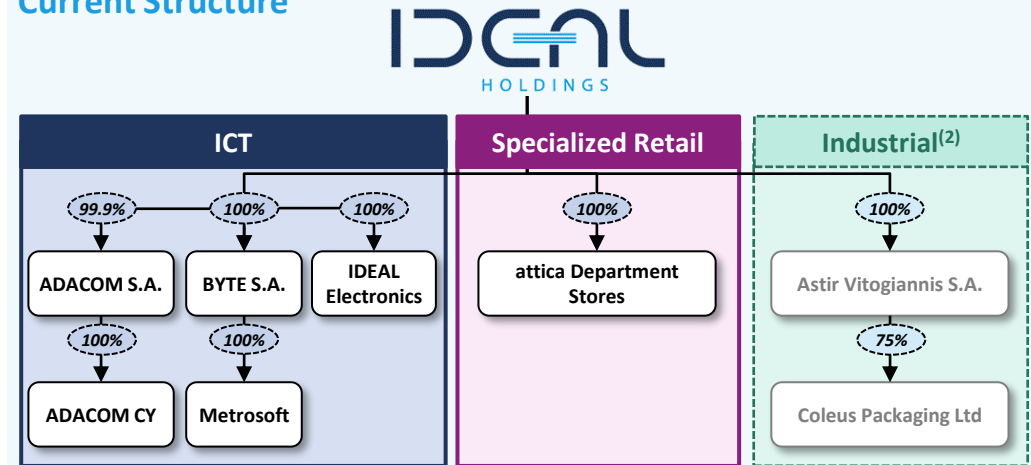 Current Structure
IDEAL
HOLDINGS
ICT
Specialized Retail
Industrial(2)
99.9%
100%
100%
100%
100%
ADACOM S.A.
BYTE S.A.
IDEAL
Electronics
attica Department
Stores
Astir Vitogiannis S.A.
100%
100%
75%
ADACOM CY
Metrosoft
Coleus Packaging Ltd